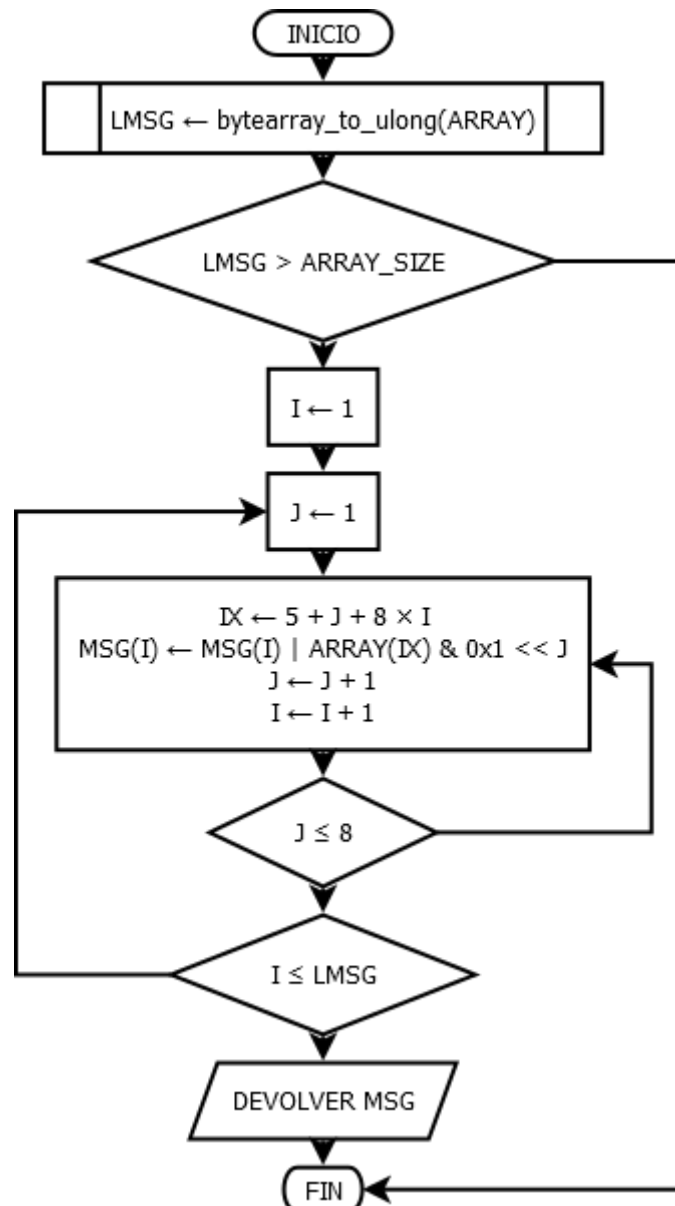 INICIO
LMSG ← bytearray_to_ulong(ARRAY)
LMSG > ARRAY_SIZE
I ← 1
J ← 1
IX ← 5 + J + 8 × I
MSG(I) ← MSG(I) | ARRAY(IX) & 0x1 << J
J ← J + 1
I ← I + 1
J ≤ 8
I ≤ LMSG
DEVOLVER MSG
FIN